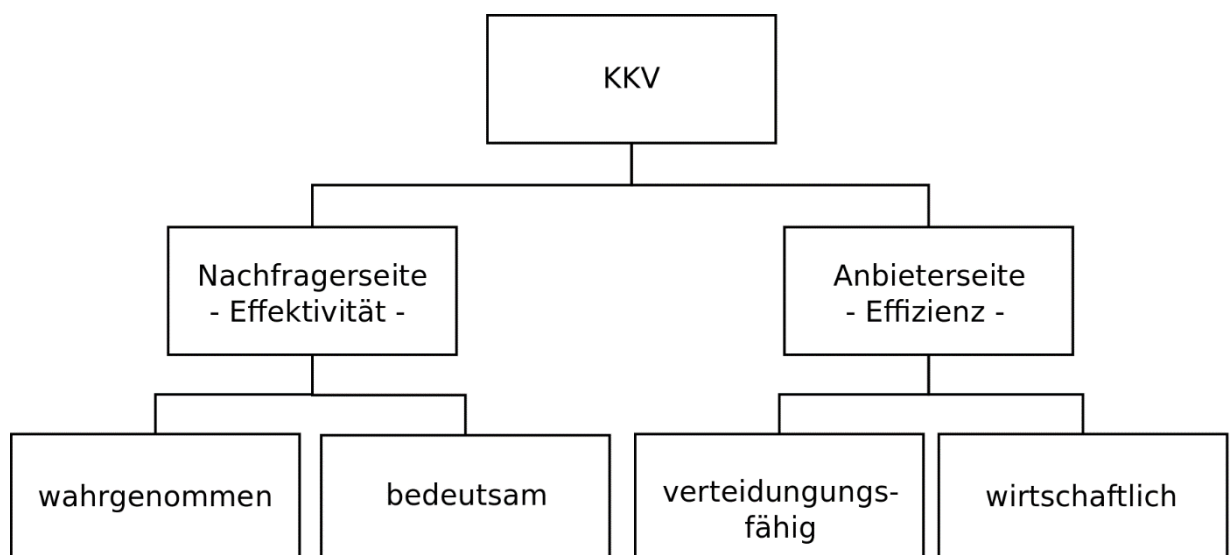 KKV
Nachfragerseite
- Effektivität -
Anbieterseite
- Effizienz -
wahrgenommen
bedeutsam
verteidungungs-
fähig
wirtschaftlich